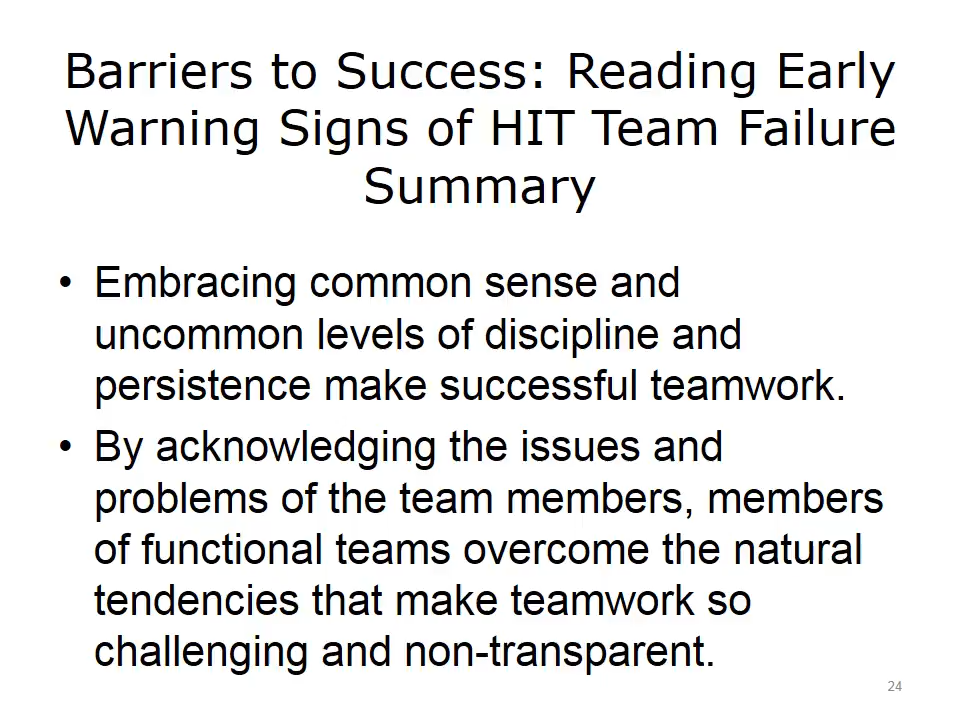 Barriers to Success: Reading Early
Warning Signs of HIT Team Failure
Summary
• Embracing common sense and
uncommon levels of discipline and
persistence make successful teamwork.
• By acknowledging the issues and
problems of the team members, members
of functional teams overcome the natural
tendencies that make teamwork so
challenging and non-transparent.
24